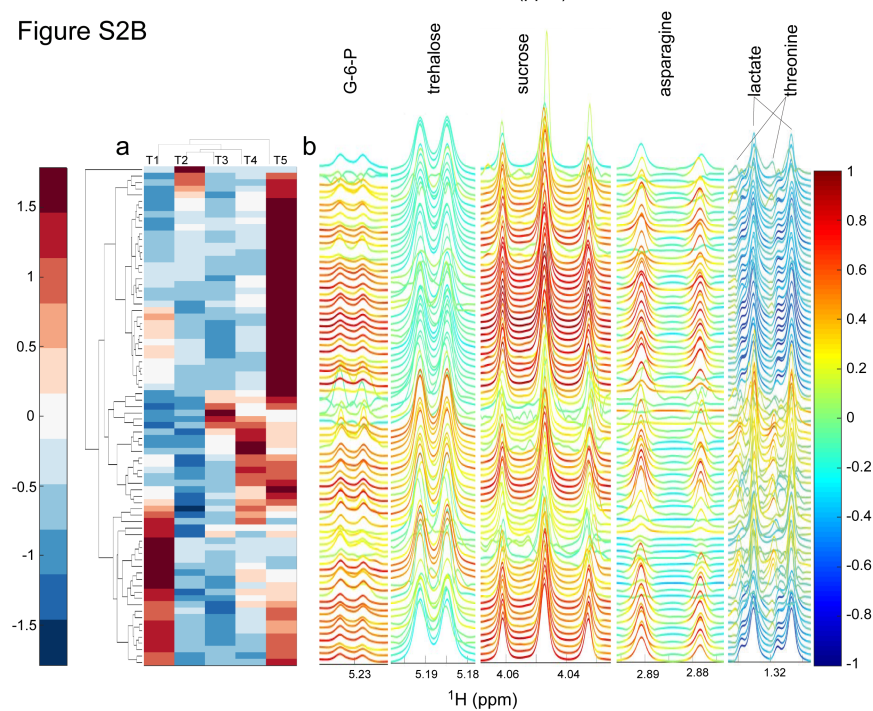 Figure S2B
G-6-P
trehalose
sucrose
asparagine
lactate
threonine
a
b
T1 T2 T3 T4 T5
1.5
1
0.5
0
-0.5
-1
-1.5
1
0.8
0.6
0.4
0.2
0
-0.2
-0.4
-0.6
-0.8
-1
5.23 5.19 5.18 4.06 4.04 2.89 2.88 1.32
¹H (ppm)